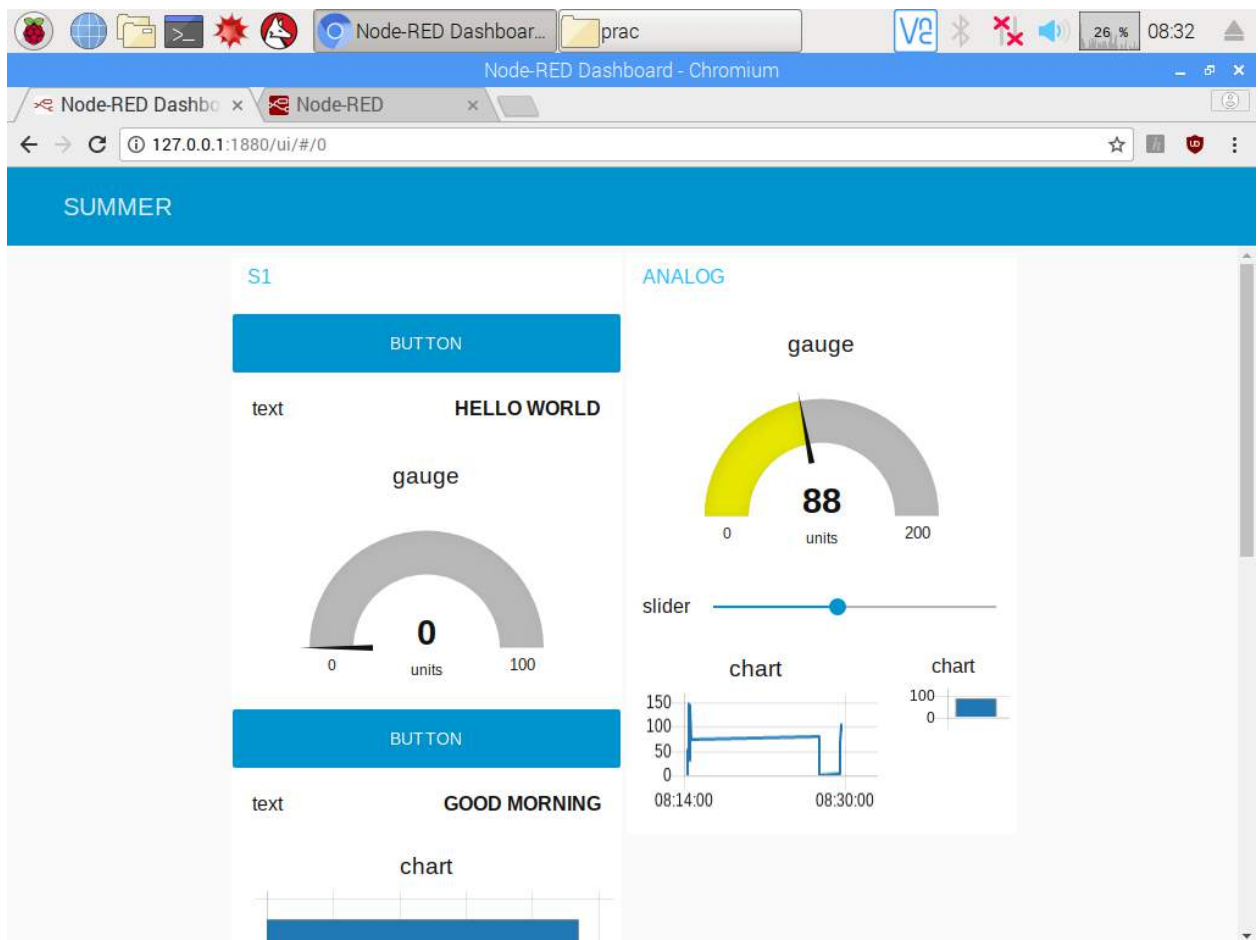 Node-RED Dashboar...
prac
26 %
08:32
Node-RED Dashboard - Chromium
Node-RED Dashbo
Node-RED
127.0.0.1:1880/ui/#/0
SUMMER
S1
BUTTON
text HELLO WORLD
gauge
0
0 units 100
BUTTON
text GOOD MORNING
chart
ANALOG
gauge
88
0 units 200
slider
chart
150
100
50
0
08:14:00 08:30:00
chart
100
0